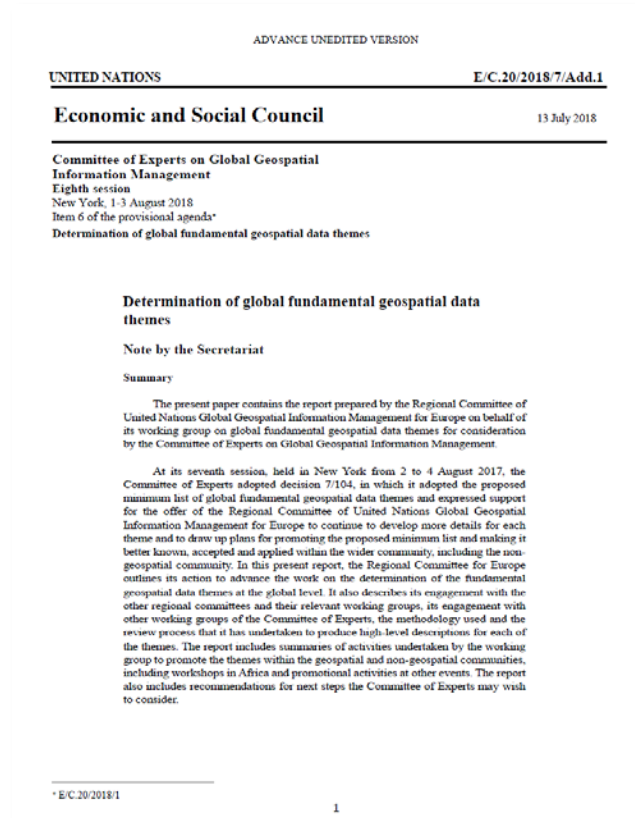 ADVANCE UNEDITED VERSION
UNITED NATIONS E/C.20/2018/7/Add.1
Economic and Social Council 13 July 2018
Committee of Experts on Global Geospatial
Information Management
Eighth session
New York, 1-3 August 2018
Item 6 of the provisional agenda*
Determination of global fundamental geospatial data themes
Determination of global fundamental geospatial data
themes
Note by the Secretariat
Summary
The present paper contains the report prepared by the Regional Committee of
United Nations Global Geospatial Information Management for Europe on behalf of
its working group on global fundamental geospatial data themes for consideration
by the Committee of Experts on Global Geospatial Information Management.
At its seventh session, held in New York from 2 to 4 August 2017, the
Committee of Experts adopted decision 7/104, in which it adopted the proposed
minimum list of global fundamental geospatial data themes and expressed support
for the offer of the Regional Committee of United Nations Global Geospatial
Information Management for Europe to continue to develop more details for each
theme and to draw up plans for promoting the proposed minimum list and making it
better known, accepted and applied within the wider community, including the non-
geospatial community. In this present report, the Regional Committee for Europe
outlines its action to advance the work on the determination of the fundamental
geospatial data themes at the global level. It also describes its engagement with the
other regional committees and their relevant working groups, its engagement with
other working groups of the Committee of Experts, the methodology used and the
review process that it has undertaken to produce high-level descriptions for each of
the themes. The report includes summaries of activities undertaken by the working
group to promote the themes within the geospatial and non-geospatial communities,
including workshops in Africa and promotional activities at other events. The report
also includes recommendations for next steps the Committee of Experts may wish
to consider.
* E/C.20/2018/1
1